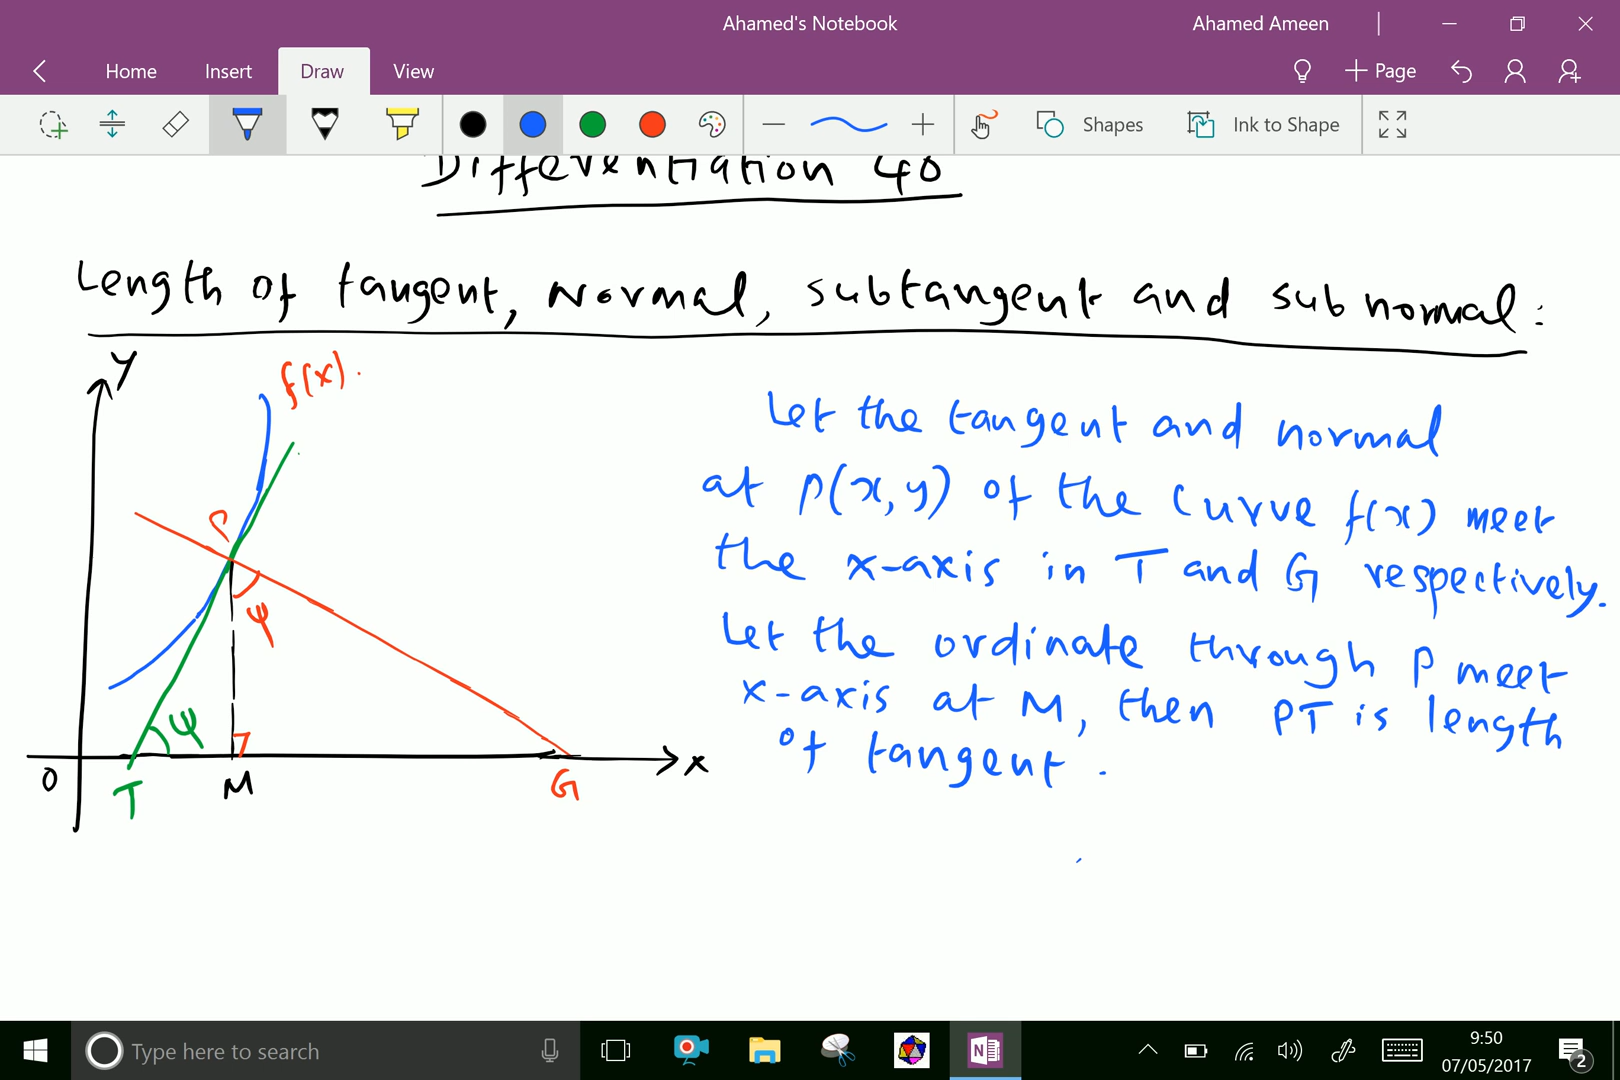 Ahamed's Notebook
Ahamed Ameen
Home Insert Draw View
Page
Shapes
Ink to Shape
Differentiation 40
Length of tangent, Normal, subtangent and subnormal:
Y
f(x).
P
ψ
ψ
O
T
M
G
x
Let the tangent and normal
at P(x,y) of the curve f(x) meet
the x-axis in T and G respectively.
Let the ordinate through P meet
x-axis at M, then PT is length
of tangent.
Type here to search
N
9:50
07/05/2017
2